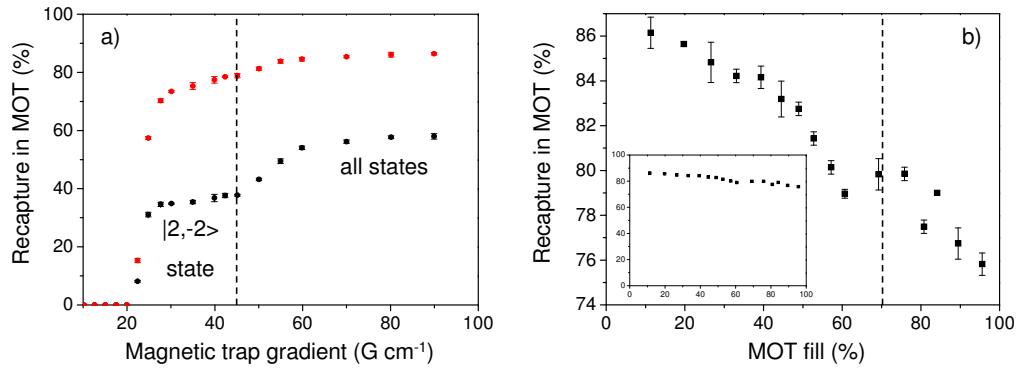 a)
Recapture in MOT (%)
100
80
60
40
20
0
all states
|2,-2>
state
20 40 60 80 100
Magnetic trap gradient (G cm⁻¹)
b)
Recapture in MOT (%)
86
84
82
80
78
76
74
100
80
60
40
20
0
0 20 40 60 80 100
0 20 40 60 80 100
MOT fill (%)